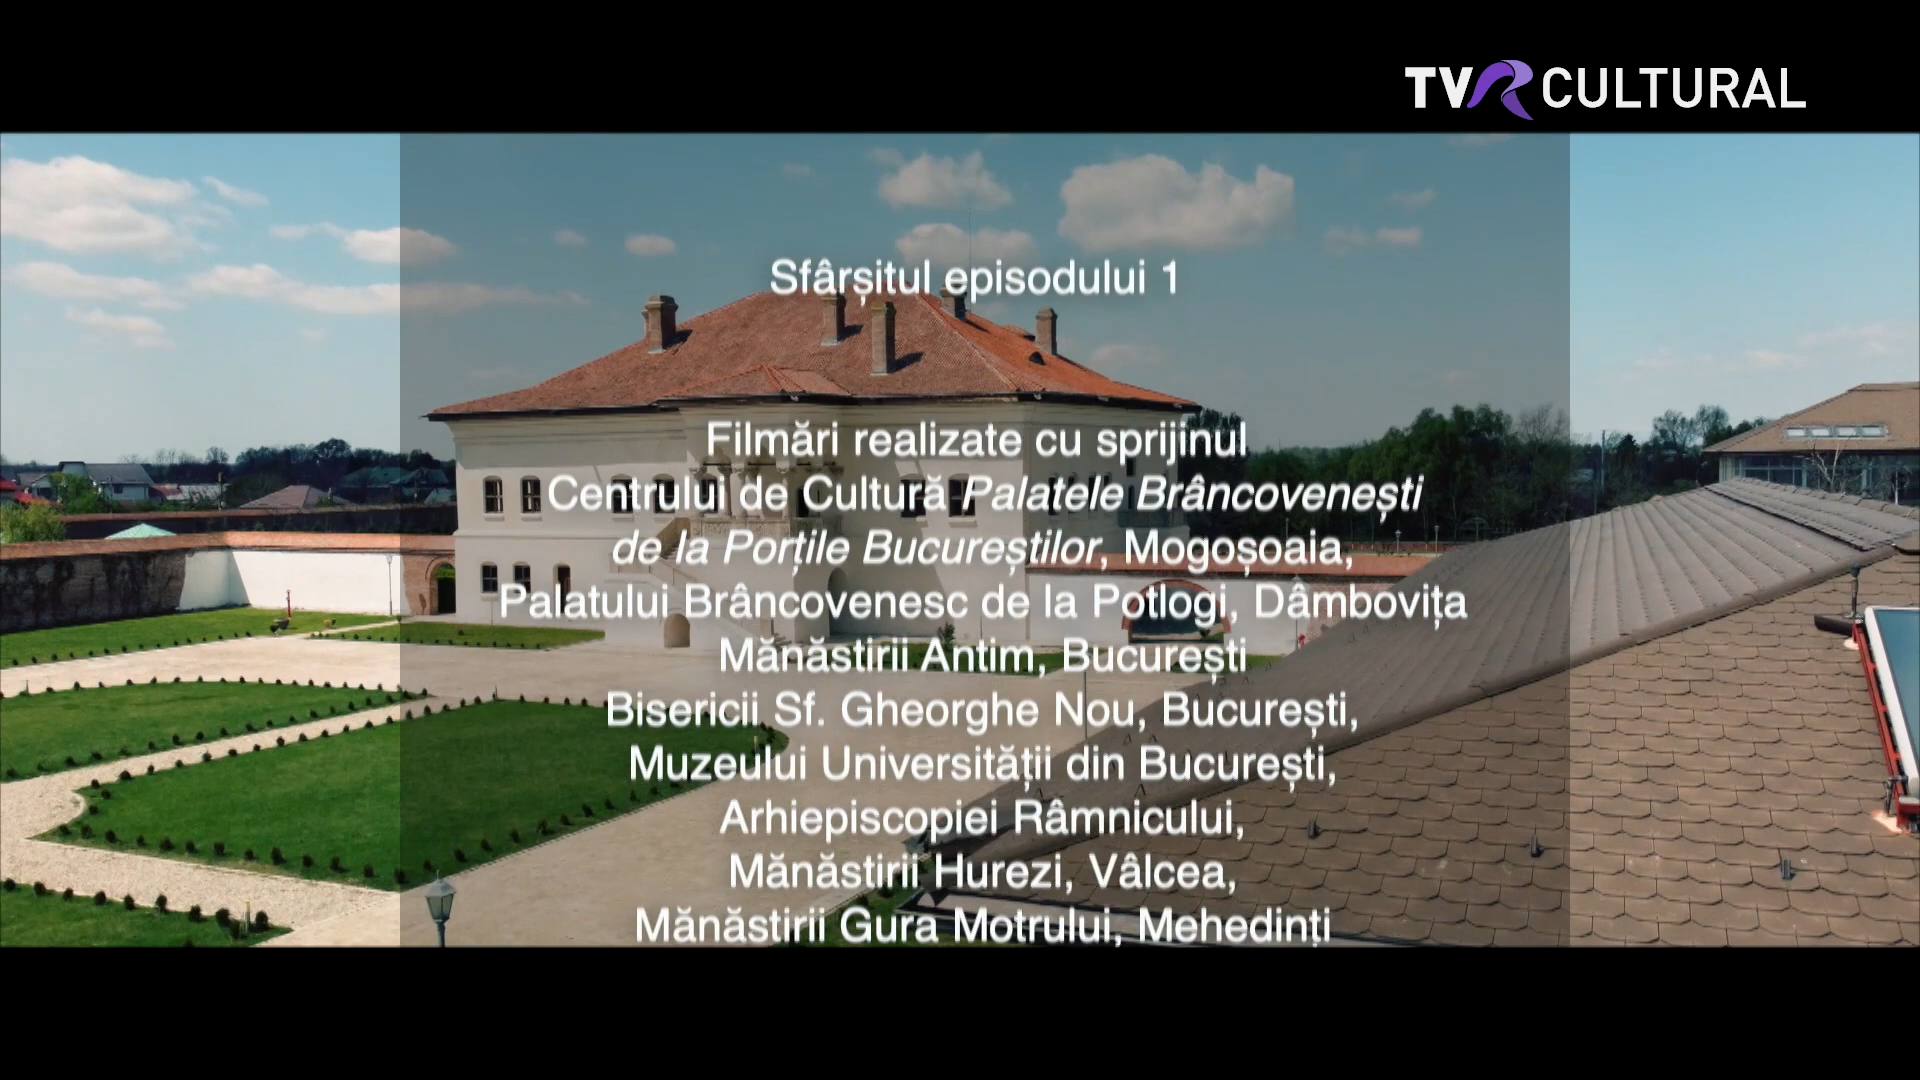 TVR CULTURAL
Sfârșitul episodului 1
Filmări realizate cu sprijinul
Centrului de Cultură Palatele Brâncovenești
de la Porțile Bucureștilor, Mogoșoaia,
Palatului Brâncovenesc de la Potlogi, Dâmbovița
Mănăstirii Antim, București
Bisericii Sf. Gheorghe Nou, București,
Muzeului Universității din București,
Arhiepiscopiei Râmnicului,
Mănăstirii Hurezi, Vâlcea,
Mănăstirii Gura Motrului, Mehedinți